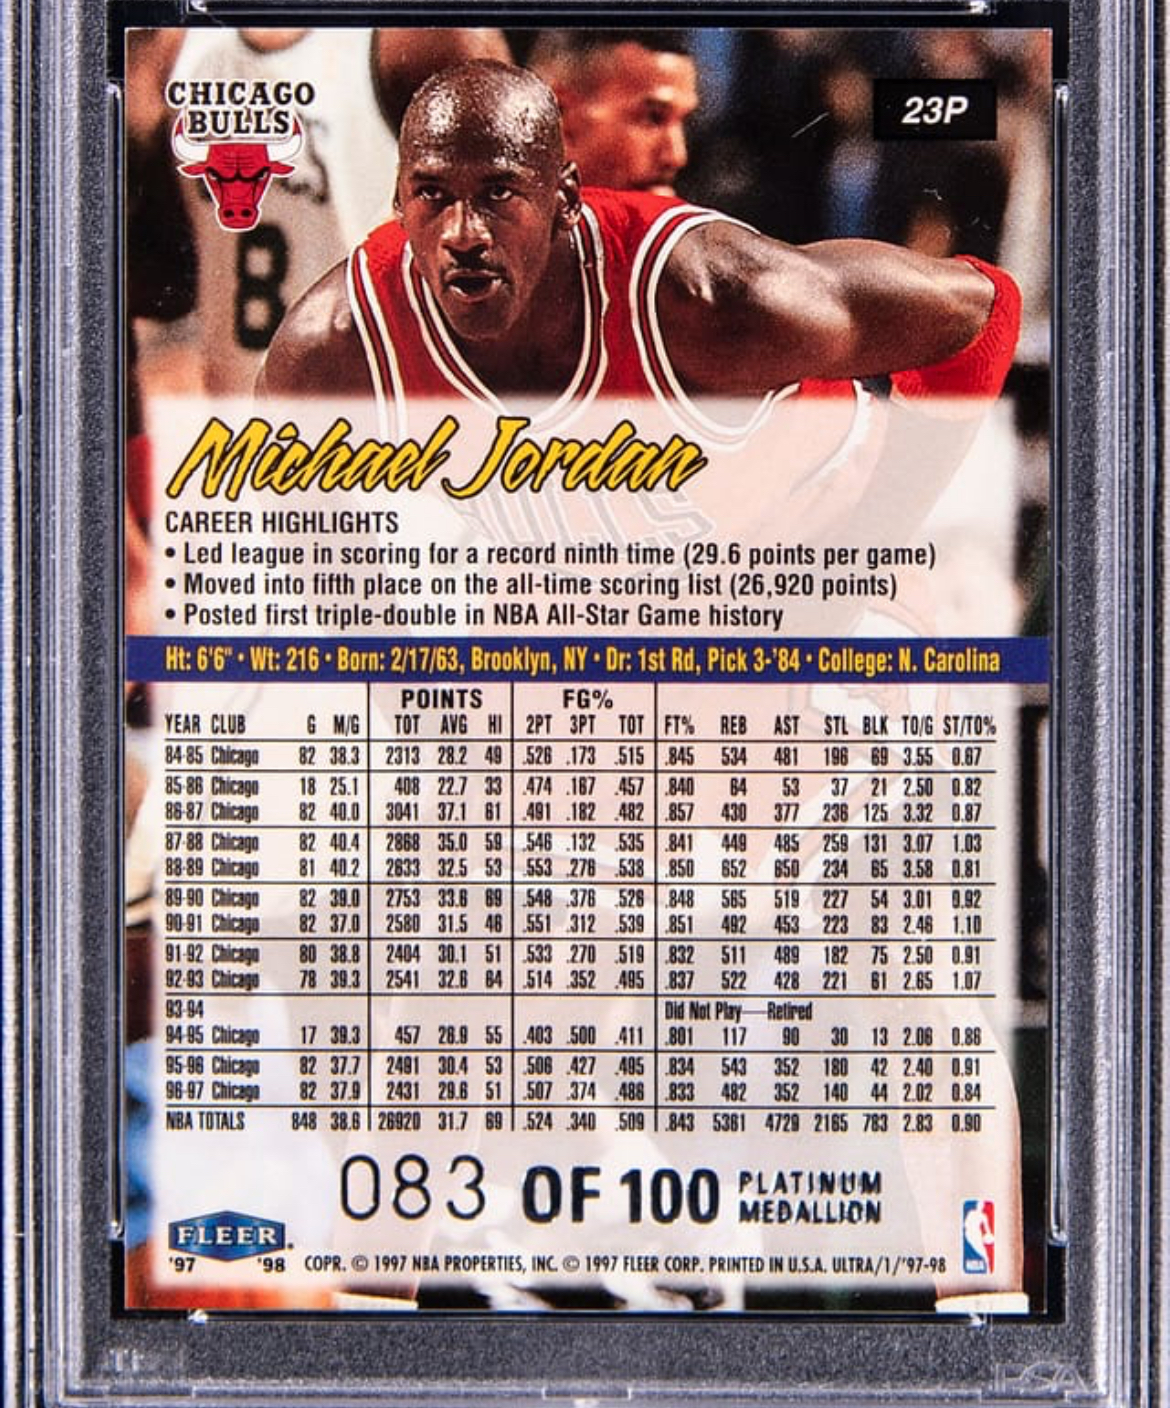 CHICAGO
BULLS
23P
8
Michael Jordan
CAREER HIGHLIGHTS
• Led league in scoring for a record ninth time (29.6 points per game)
• Moved into fifth place on the all-time scoring list (26,920 points)
• Posted first triple-double in NBA All-Star Game history
Ht: 6'6" • Wt: 216 • Born: 2/17/63, Brooklyn, NY • Dr: 1st Rd, Pick 3-'84 • College: N. Carolina
POINTS FG%
YEAR CLUB G M/G TOT AVG HI 2PT 3PT TOT FT% REB AST STL BLK TO/G ST/TO%
84-85 Chicago 82 38.3 2313 28.2 49 .526 .173 .515 .845 534 481 196 69 3.55 0.67
85-86 Chicago 18 25.1 408 22.7 33 .474 .167 .457 .840 64 53 37 21 2.50 0.82
86-87 Chicago 82 40.0 3041 37.1 61 .491 .182 .482 .857 430 377 236 125 3.32 0.87
87-88 Chicago 82 40.4 2868 35.0 59 .546 .132 .535 .841 449 485 259 131 3.07 1.03
88-89 Chicago 81 40.2 2633 32.5 53 .553 .276 .538 .850 652 650 234 65 3.58 0.81
89-90 Chicago 82 39.0 2753 33.6 69 .548 .376 .526 .848 565 519 227 54 3.01 0.92
90-91 Chicago 82 37.0 2580 31.5 46 .551 .312 .539 .851 492 453 223 83 2.46 1.10
91-92 Chicago 80 38.8 2404 30.1 51 .533 .270 .519 .832 511 489 182 75 2.50 0.91
92-93 Chicago 78 39.3 2541 32.6 64 .514 .352 .495 .837 522 428 221 61 2.65 1.07
93-94 Did Not Play—Retired
94-95 Chicago 17 39.3 457 26.9 55 .403 .500 .411 .801 117 90 30 13 2.06 0.86
95-96 Chicago 82 37.7 2491 30.4 53 .506 .427 .495 .834 543 352 180 42 2.40 0.91
96-97 Chicago 82 37.9 2431 29.6 51 .507 .374 .486 .833 482 352 140 44 2.02 0.84
NBA TOTALS 848 38.6 26920 31.7 69 .524 .340 .509 .843 5361 4729 2165 783 2.83 0.90
083 OF 100 PLATINUM
MEDALLION
FLEER
'97 '98
COPR. © 1997 NBA PROPERTIES, INC. © 1997 FLEER CORP. PRINTED IN U.S.A. ULTRA/1/'97-98
NBA
PSA